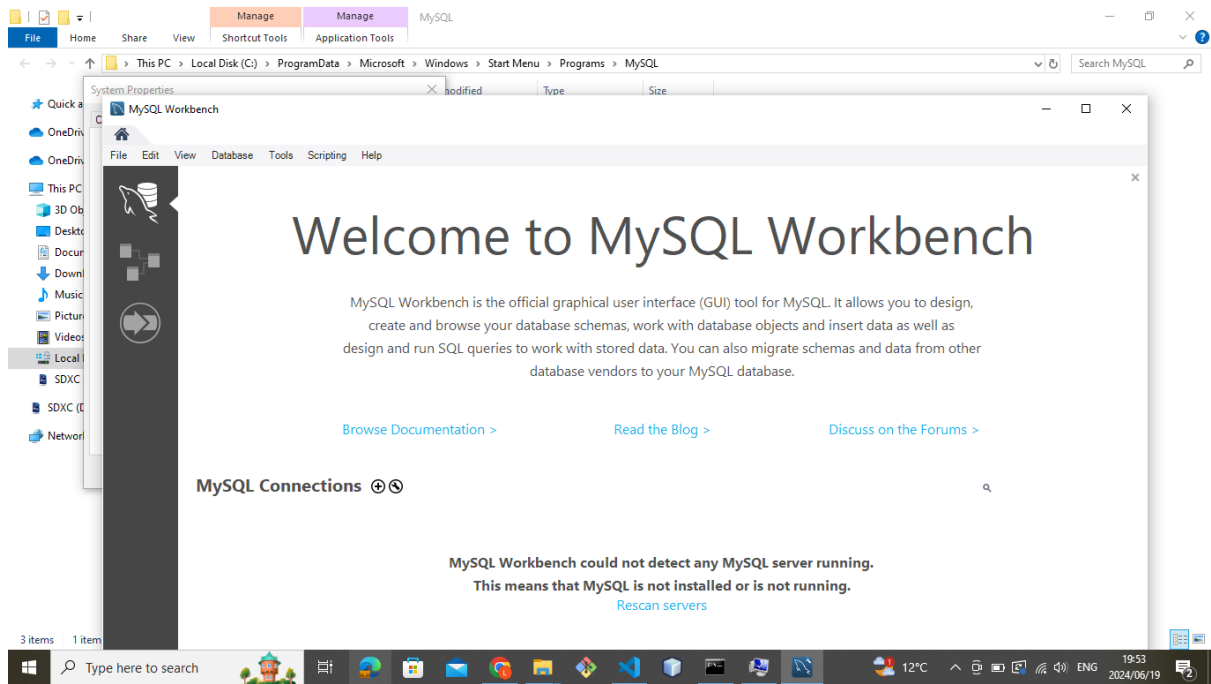 Manage
Manage
MySQL
File
Home
Share
View
Shortcut Tools
Application Tools
This PC > Local Disk (C:) > ProgramData > Microsoft > Windows > Start Menu > Programs > MySQL
Search MySQL
System Properties
Type
Size
Quick a
MySQL Workbench
OneDriv
File Edit View Database Tools Scripting Help
OneDriv
This PC
3D Ob
Deskto
Docur
Downl
Music
Pictur
Videos
Local
SDXC
SDXC (D
Networ
Welcome to MySQL Workbench
MySQL Workbench is the official graphical user interface (GUI) tool for MySQL. It allows you to design,
create and browse your database schemas, work with database objects and insert data as well as
design and run SQL queries to work with stored data. You can also migrate schemas and data from other
database vendors to your MySQL database.
Browse Documentation >
Read the Blog >
Discuss on the Forums >
MySQL Connections
MySQL Workbench could not detect any MySQL server running.
This means that MySQL is not installed or is not running.
Rescan servers
3 items
1 item
Type here to search
12°C
ENG
19:53
2024/06/19
2